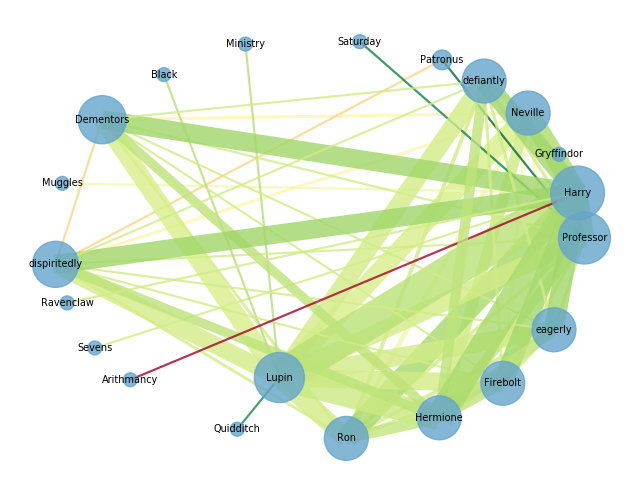 Saturday
Ministry
Patronus
Black
defiantly
Neville
Dementors
Gryffindor
Muggles
Harry
Professor
dispiritedly
Ravenclaw
eagerly
Sevens
Arithmancy
Lupin
Firebolt
Hermione
Quidditch
Ron